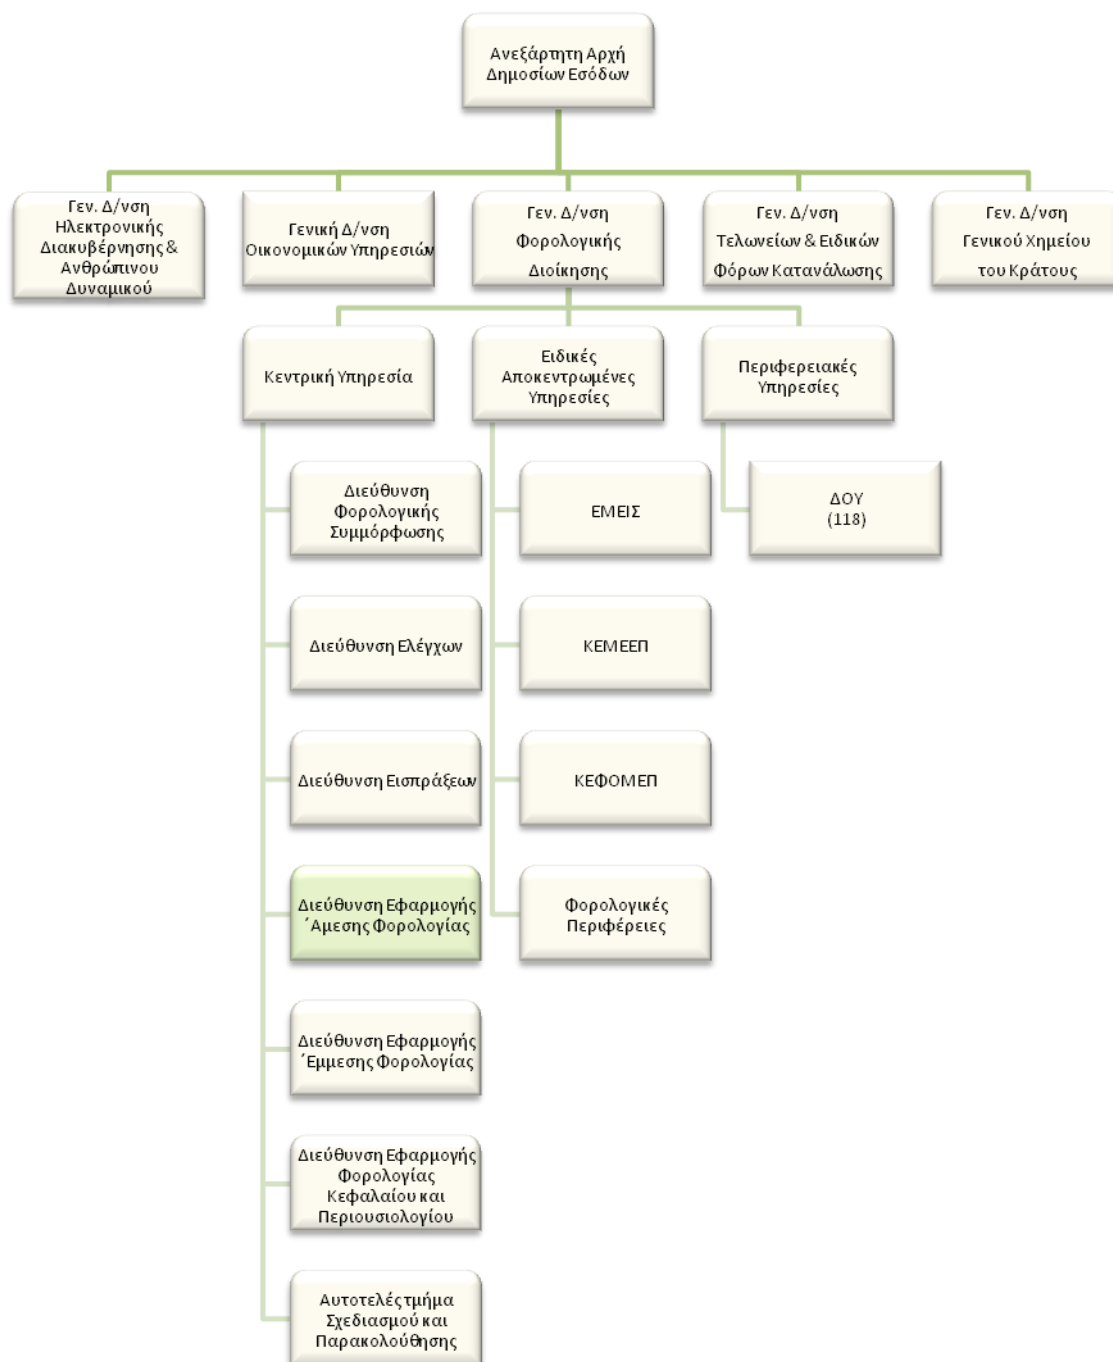 Ανεξάρτητη Αρχή
Δημοσίων Εσόδων
Γεν. Δ/νση
Ηλεκτρονικής
Διακυβέρνησης &
Ανθρώπινου
Δυναμικού
Γενική Δ/νση
Οικονομικών Υπηρεσιών
Γεν. Δ/νση
Φορολογικής
Διοίκησης
Γεν. Δ/νση
Τελωνείων & Ειδικών
Φόρων Κατανάλωσης
Γεν. Δ/νση
Γενικού Χημείου
του Κράτους
Κεντρική Υπηρεσία
Ειδικές
Αποκεντρωμένες
Υπηρεσίες
Περιφερειακές
Υπηρεσίες
Διεύθυνση
Φορολογικής
Συμμόρφωσης
ΕΜΕΙΣ
ΔΟΥ
(118)
Διεύθυνση Ελέγχων
ΚΕΜΕΕΠ
Διεύθυνση Εισπράξεων
ΚΕΦΟΜΕΠ
Διεύθυνση Εφαρμογής
΄Αμεσης Φορολογίας
Φορολογικές
Περιφέρειες
Διεύθυνση Εφαρμογής
΄Εμμεσης Φορολογίας
Διεύθυνση Εφαρμογής
Φορολογίας
Κεφαλαίου και
Περιουσιολογίου
Αυτοτελές τμήμα
Σχεδιασμού και
Παρακολούθησης